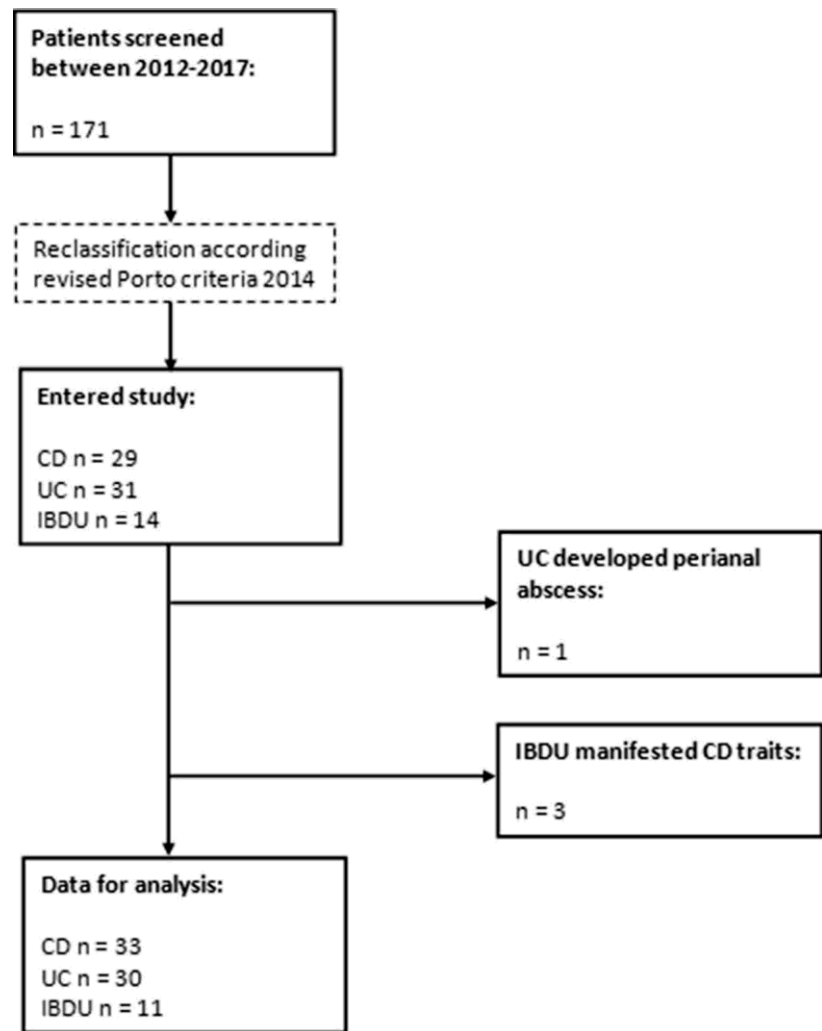 Patients screened
between 2012-2017:
n = 171
Reclassification according
revised Porto criteria 2014
Entered study:
CD n = 29
UC n = 31
IBDU n = 14
UC developed perianal
abscess:
n = 1
IBDU manifested CD traits:
n = 3
Data for analysis:
CD n = 33
UC n = 30
IBDU n = 11